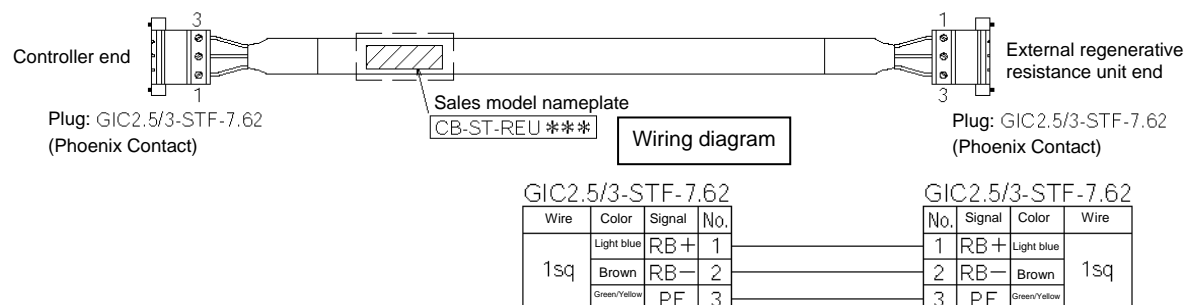 3
1
Controller end
External regenerative
resistance unit end
1
3
Sales model nameplate
Plug: GIC2.5/3-STF-7.62
(Phoenix Contact)
CB-ST-REU ***
Wiring diagram
Plug: GIC2.5/3-STF-7.62
(Phoenix Contact)
GIC2.5/3-STF-7.62
GIC2.5/3-STF-7.62
Wire Color Signal No.
No. Signal Color Wire
Light blue RB+ 1
1 RB+ Light blue
1sq Brown RB− 2
2 RB− Brown 1sq
Green/Yellow PE 3
3 PE Green/Yellow